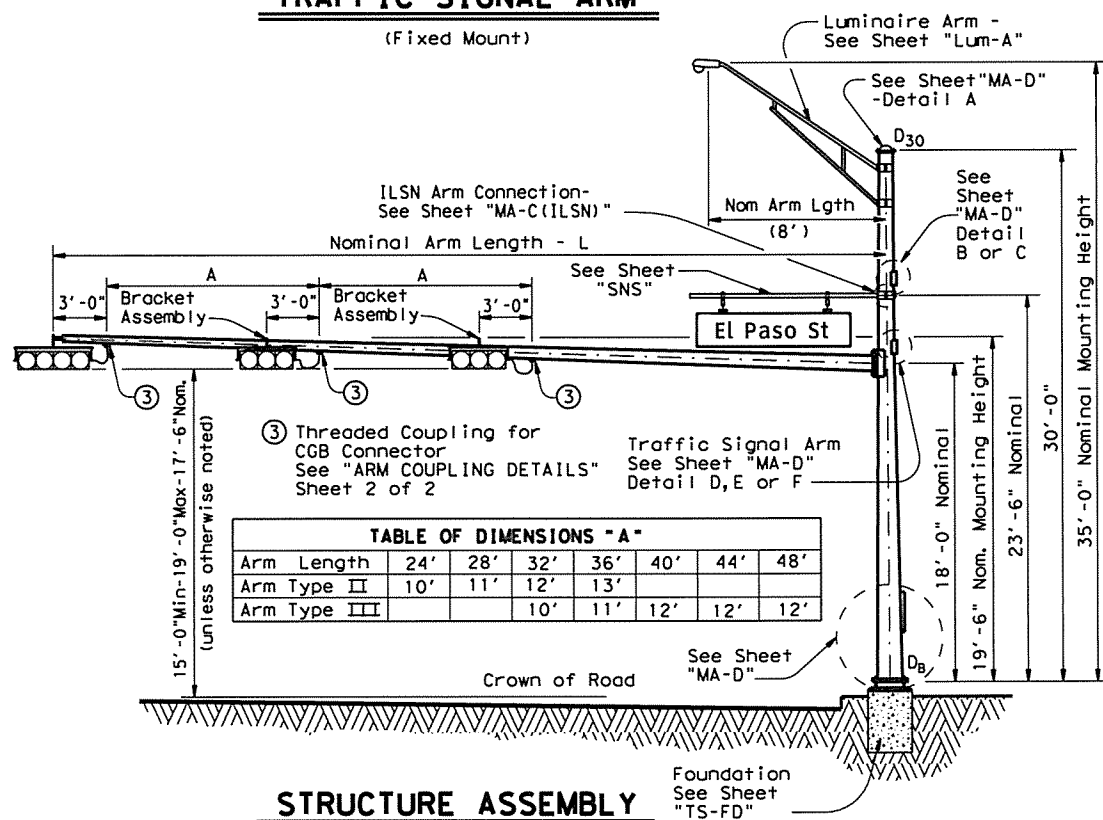 TRAFFIC SIGNAL ARM
(Fixed Mount)
Luminaire Arm -
See Sheet "Lum-A"
See Sheet"MA-D"
-Detail A
D30
ILSN Arm Connection-
See Sheet "MA-C(ILSN)"
Nom Arm Lgth
(8')
See
Sheet
"MA-D"
Detail
B or C
Nominal Arm Length - L
See Sheet
"SNS"
A
A
3'-0"
Bracket
Assembly
3'-0"
Bracket
Assembly
3'-0"
El Paso St
3
3
3
3 Threaded Coupling for
CGB Connector
See "ARM COUPLING DETAILS"
Sheet 2 of 2
Traffic Signal Arm
See Sheet "MA-D"
Detail D,E or F
15'-0"Min-19'-0"Max-17'-6"Nom.
(unless otherwise noted)
18'-0" Nominal
19'-6" Nom. Mounting Height
23'-6" Nominal
30'-0"
35'-0" Nominal Mounting Height
TABLE OF DIMENSIONS "A"
Arm Length 24' 28' 32' 36' 40' 44' 48'
Arm Type II 10' 11' 12' 13'
Arm Type III 10' 11' 12' 12' 12'
See Sheet
"MA-D"
DB
Crown of Road
Foundation
See Sheet
"TS-FD"
STRUCTURE ASSEMBLY